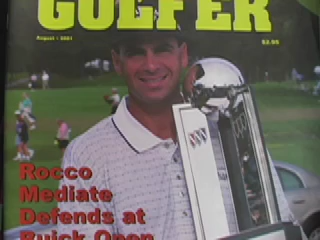 GOLFER
August • 2001
$2.95
Rocco
Mediate
Defends at
Buick Open